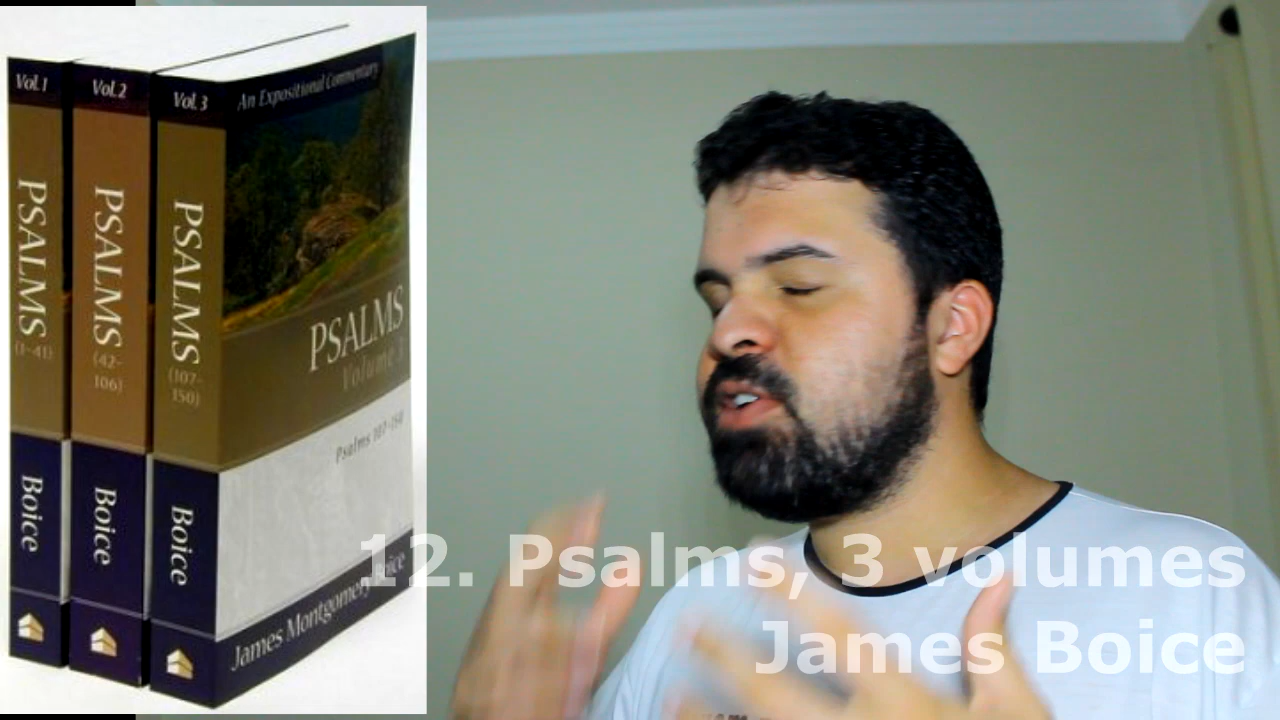 Vol.1
PSALMS
(1-41)
Boice
Vol.2
PSALMS
(42-
106)
Boice
Vol. 3
PSALMS
(107-
150)
Boice
An Expositional Commentary
PSALMS
Volume 3
Psalms 107-150
James Montgomery Boice
12. Psalms, 3 volumes
James Boice